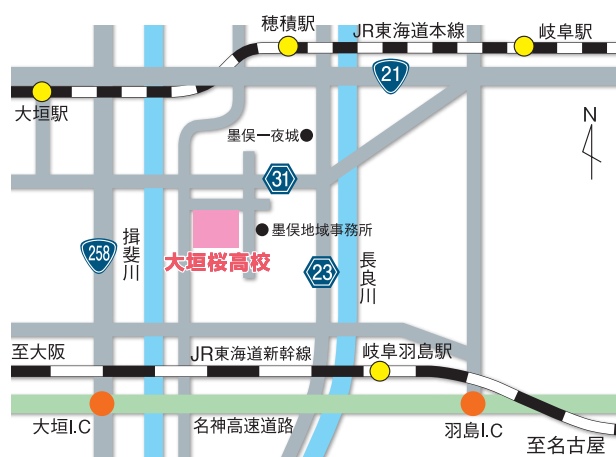 穂積駅
JR東海道本線
岐阜駅
21
大垣駅
N
墨俣一夜城
31
墨俣地域事務所
大垣桜高校
258
揖斐川
23
長良川
至大阪
JR東海道新幹線
岐阜羽島駅
大垣I.C
名神高速道路
羽島I.C
至名古屋